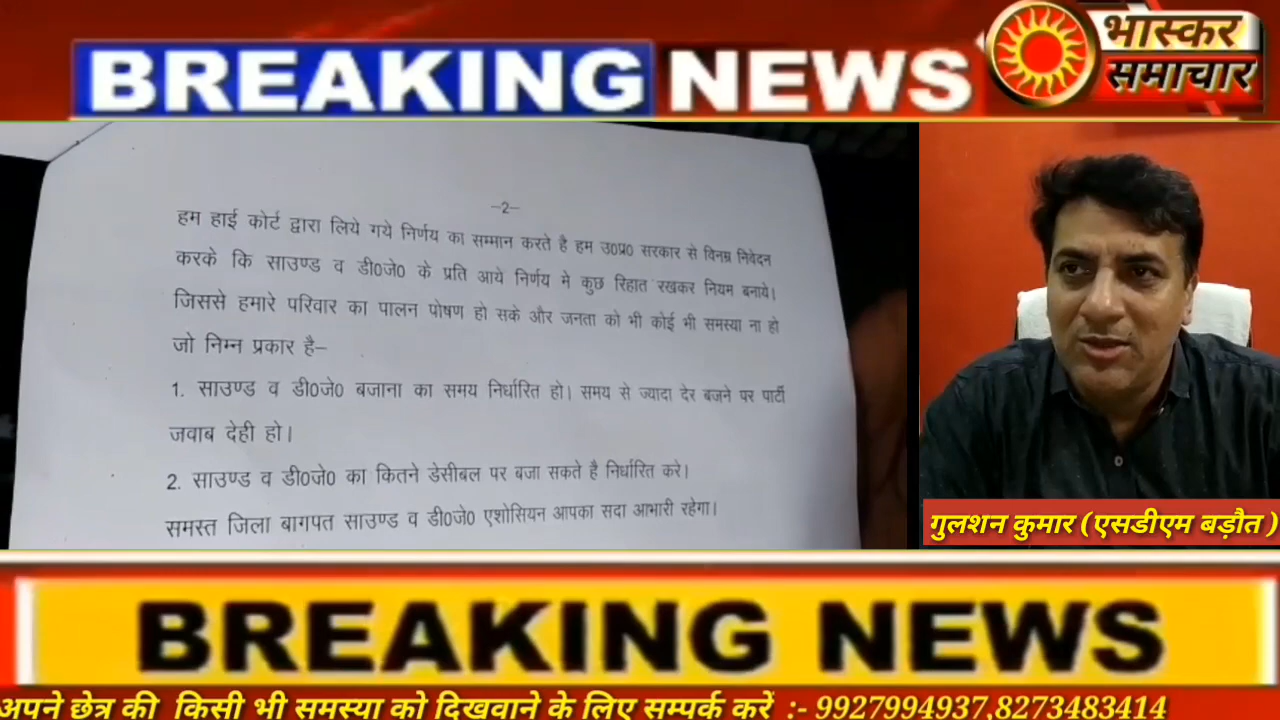 BREAKING NEWS
भास्कर
समाचार
–2–
हम हाई कोर्ट द्वारा लिये गये निर्णय का सम्मान करते है हम उ0प्र0 सरकार से विनम्र निवेदन
करके कि साउण्ड व डी0जे0 के प्रति आये निर्णय मे कुछ रिहात रखकर नियम बनाये।
जिससे हमारे परिवार का पालन पोषण हो सके और जनता को भी कोई भी समस्या ना हो
जो निम्न प्रकार है–
1. साउण्ड व डी0जे0 बजाना का समय निर्धारित हो। समय से ज्यादा देर बजने पर पार्टी
जवाब देही हो।
2. साउण्ड व डी0जे0 का कितने डेसीबल पर बजा सकते है निर्धारित करे।
समस्त जिला बागपत साउण्ड व डी0जे0 एशोसियन आपका सदा आभारी रहेगा।
गुलशन कुमार (एसडीएम बड़ौत )
BREAKING NEWS
अपने छेत्र की किसी भी समस्या को दिखवाने के लिए सम्पर्क करें :- 9927994937,8273483414